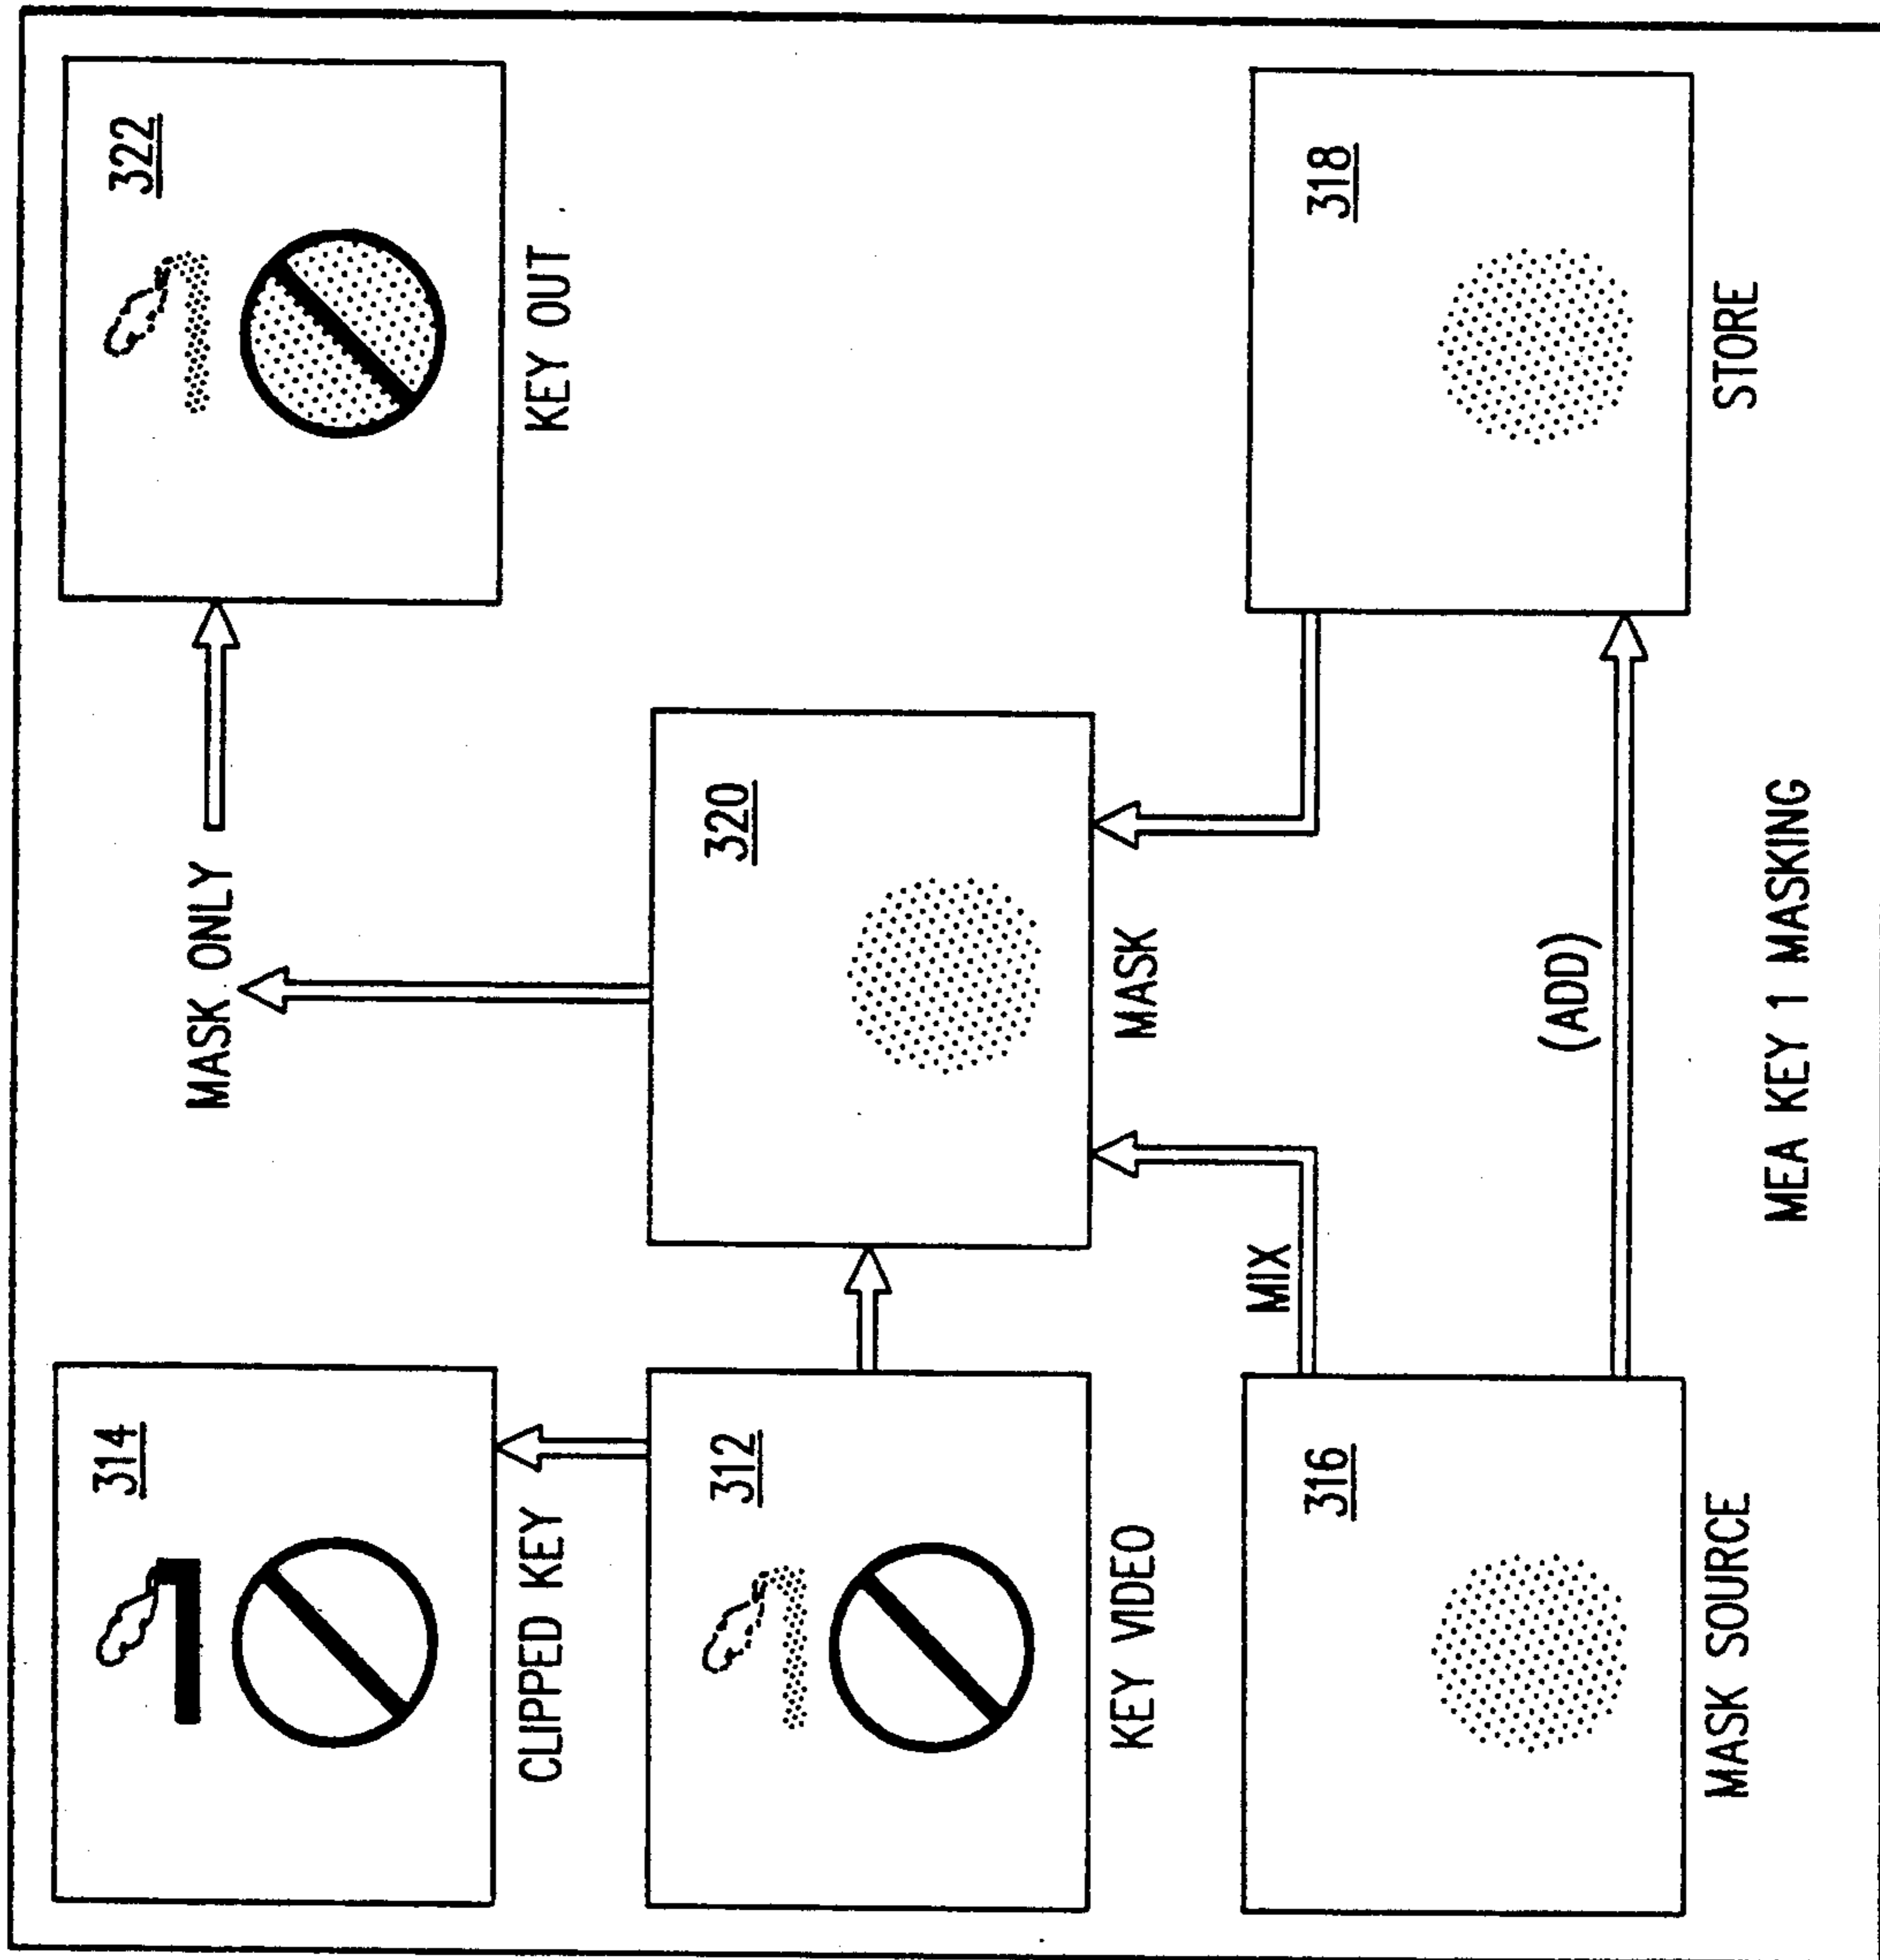 314
CLIPPED KEY
MASK ONLY
322
KEY OUT
312
KEY VIDEO
320
MASK
316
MASK SOURCE
MIX
(ADD)
318
STORE
MEA KEY 1 MASKING